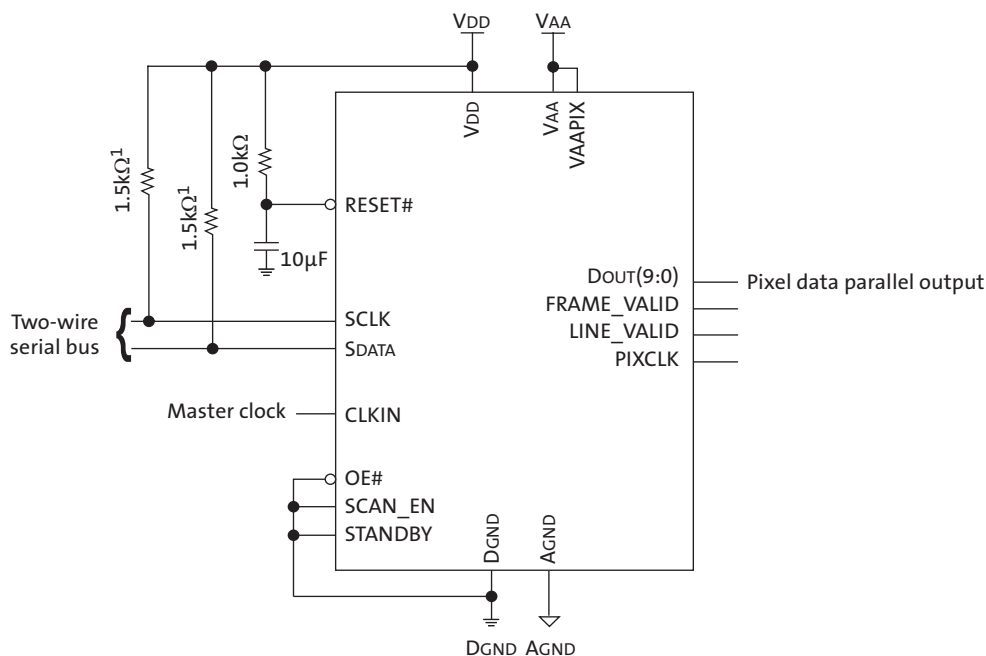 VDD
VAA
VDD
VAA
VAAPIX
1.5kΩ¹
1.5kΩ¹
1.0kΩ
RESET#
10µF
DOUT(9:0)
Pixel data parallel output
FRAME_VALID
LINE_VALID
PIXCLK
Two-wire
serial bus
{
SCLK
SDATA
Master clock
CLKIN
OE#
SCAN_EN
STANDBY
DGND
AGND
DGND
AGND